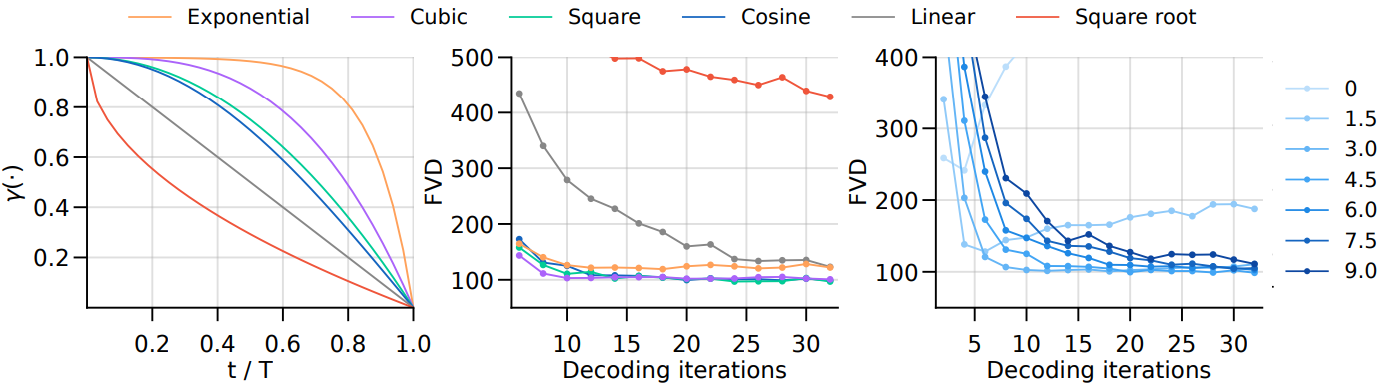 Exponential Cubic Square Cosine Linear Square root
1.0
0.8
0.6
0.4
0.2
γ(·)
0.2 0.4 0.6 0.8 1.0
t / T
500
400
300
200
100
FVD
10 15 20 25 30
Decoding iterations
400
300
200
100
FVD
5 10 15 20 25 30
Decoding iterations
0
1.5
3.0
4.5
6.0
7.5
9.0